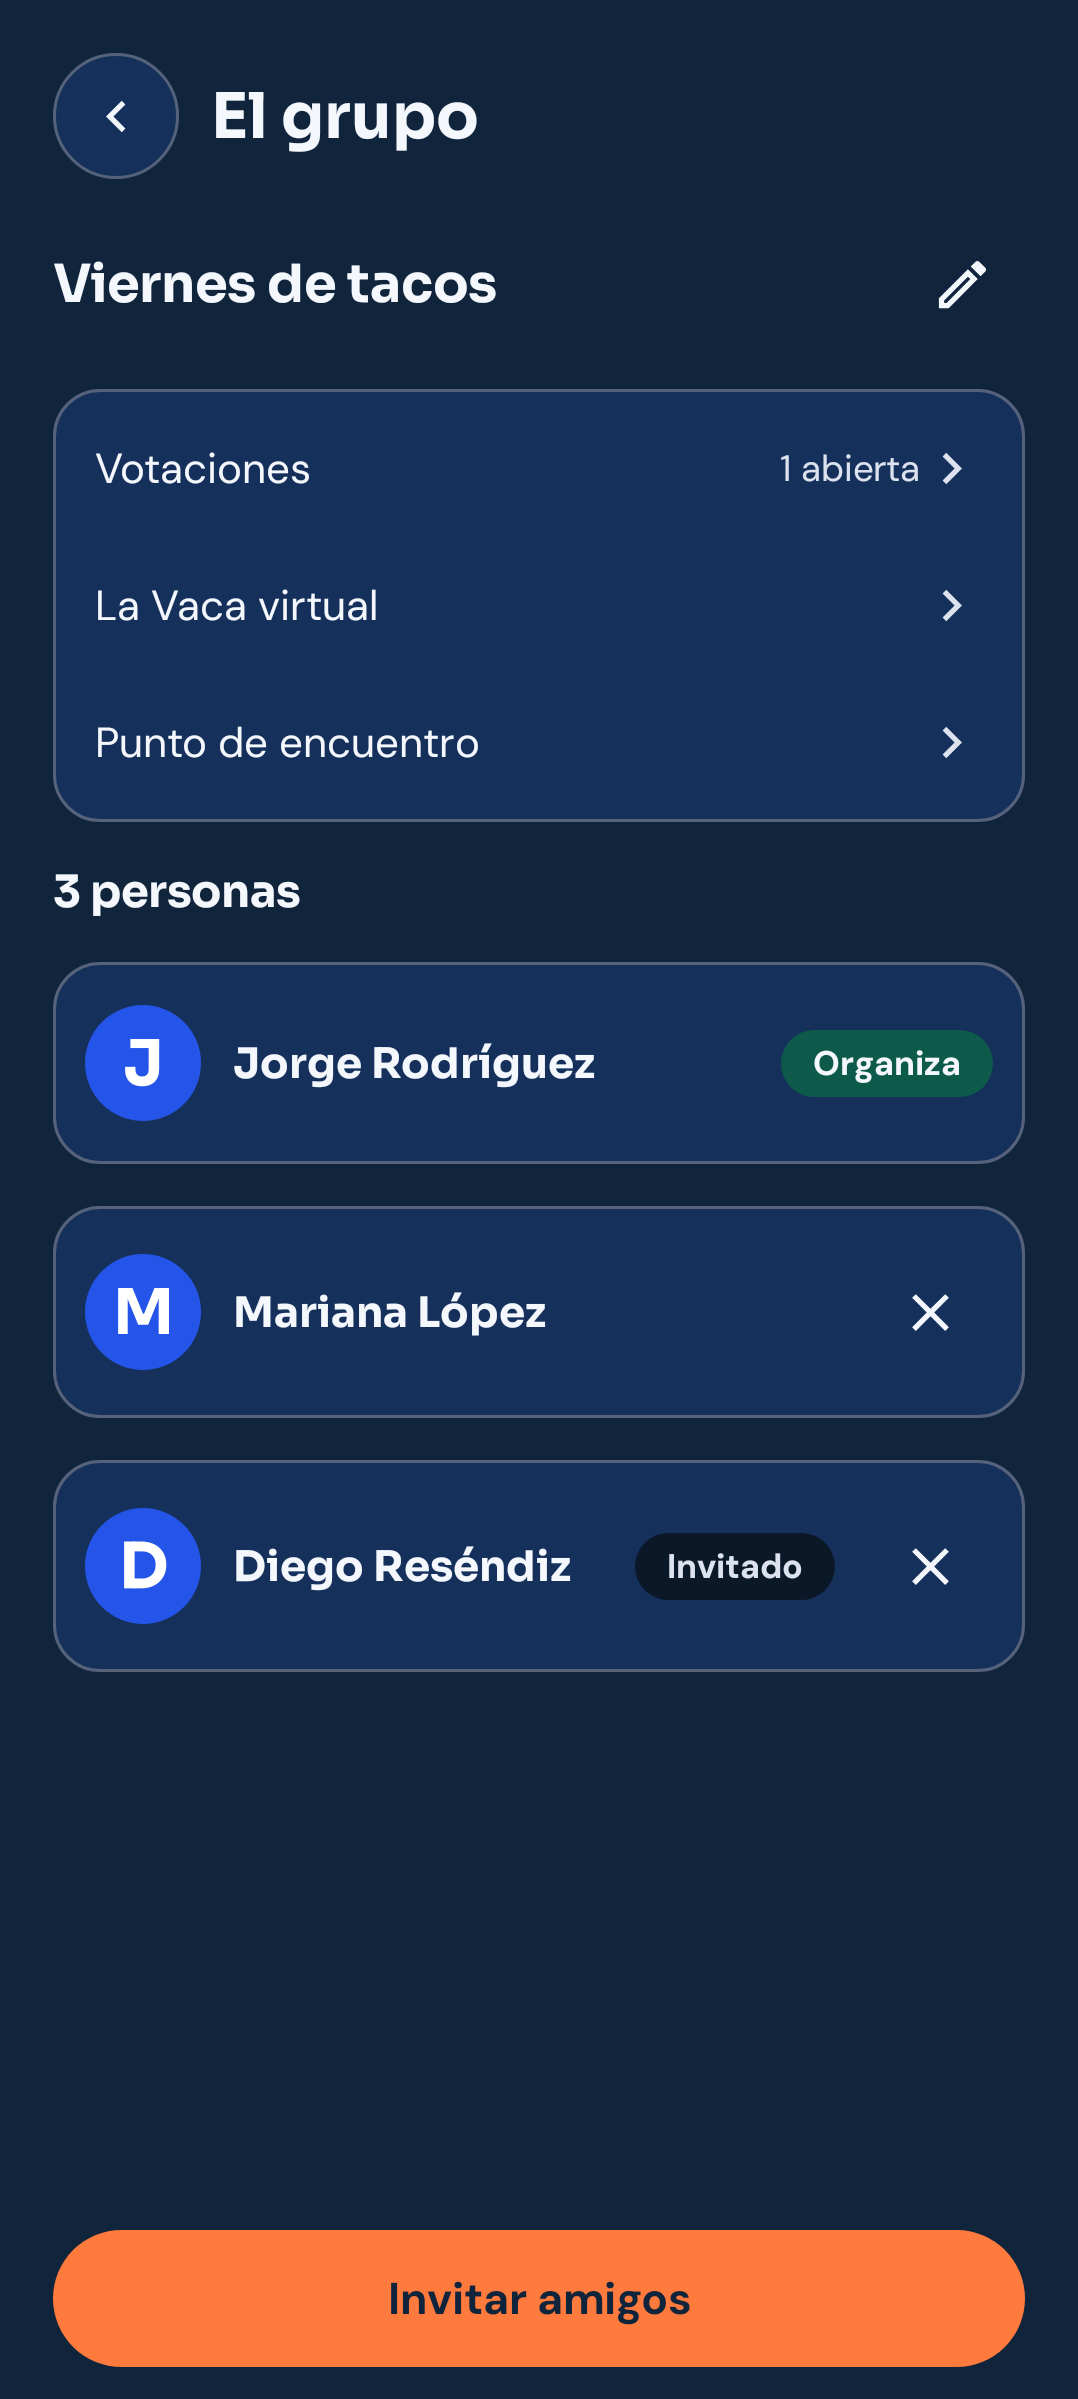 El grupo
Viernes de tacos
Votaciones 1 abierta
La Vaca virtual
Punto de encuentro
3 personas
J Jorge Rodríguez Organiza
M Mariana López
D Diego Reséndiz Invitado
Invitar amigos